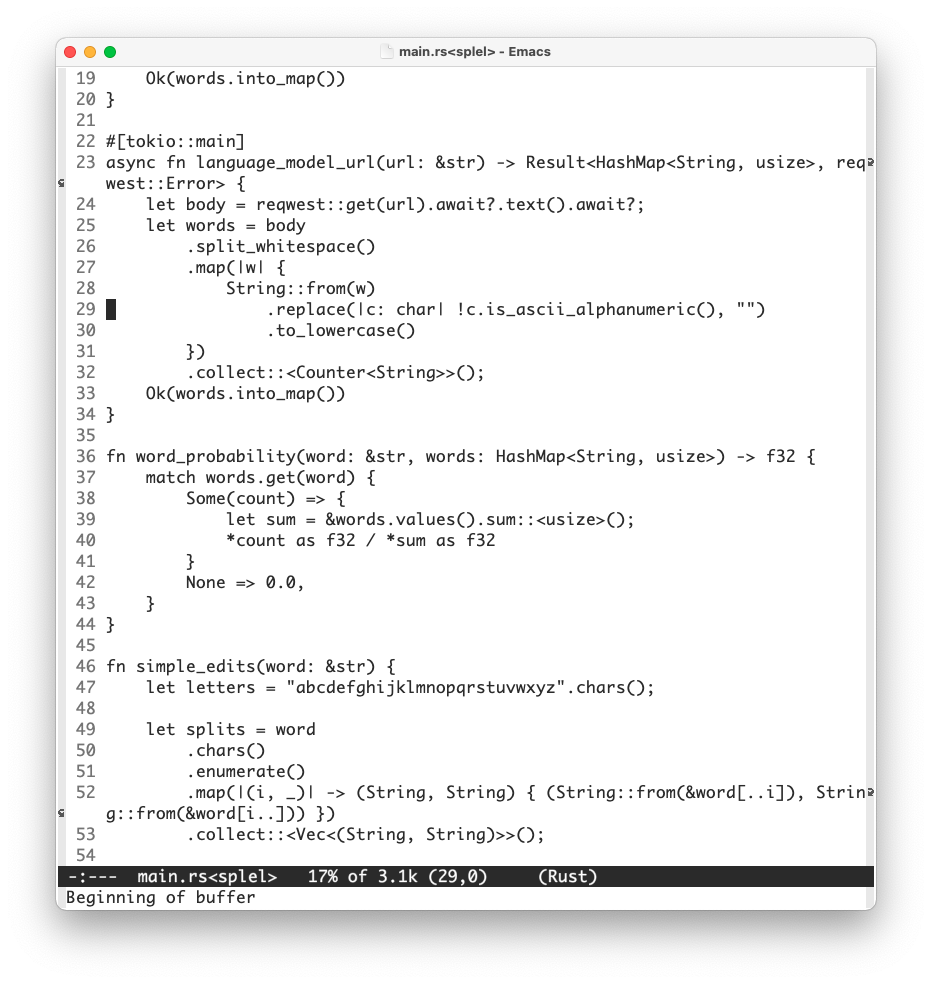 main.rs<splel> - Emacs
19     Ok(words.into_map())
20 }
21
22 #[tokio::main]
23 async fn language_model_url(url: &str) -> Result<HashMap<String, usize>, req
west::Error> {
24     let body = reqwest::get(url).await?.text().await?;
25     let words = body
26         .split_whitespace()
27         .map(|w| {
28             String::from(w)
29                 .replace(|c: char| !c.is_ascii_alphanumeric(), "")
30                 .to_lowercase()
31         })
32         .collect::<Counter<String>>();
33     Ok(words.into_map())
34 }
35
36 fn word_probability(word: &str, words: HashMap<String, usize>) -> f32 {
37     match words.get(word) {
38         Some(count) => {
39             let sum = &words.values().sum::<usize>();
40             *count as f32 / *sum as f32
41         }
42         None => 0.0,
43     }
44 }
45
46 fn simple_edits(word: &str) {
47     let letters = "abcdefghijklmnopqrstuvwxyz".chars();
48
49     let splits = word
50         .chars()
51         .enumerate()
52         .map(|(i, _)| -> (String, String) { (String::from(&word[..i]), Strin
g::from(&word[i..])) })
53         .collect::<Vec<(String, String)>>();
54
-:---  main.rs<splel>   17% of 3.1k (29,0)     (Rust)
Beginning of buffer